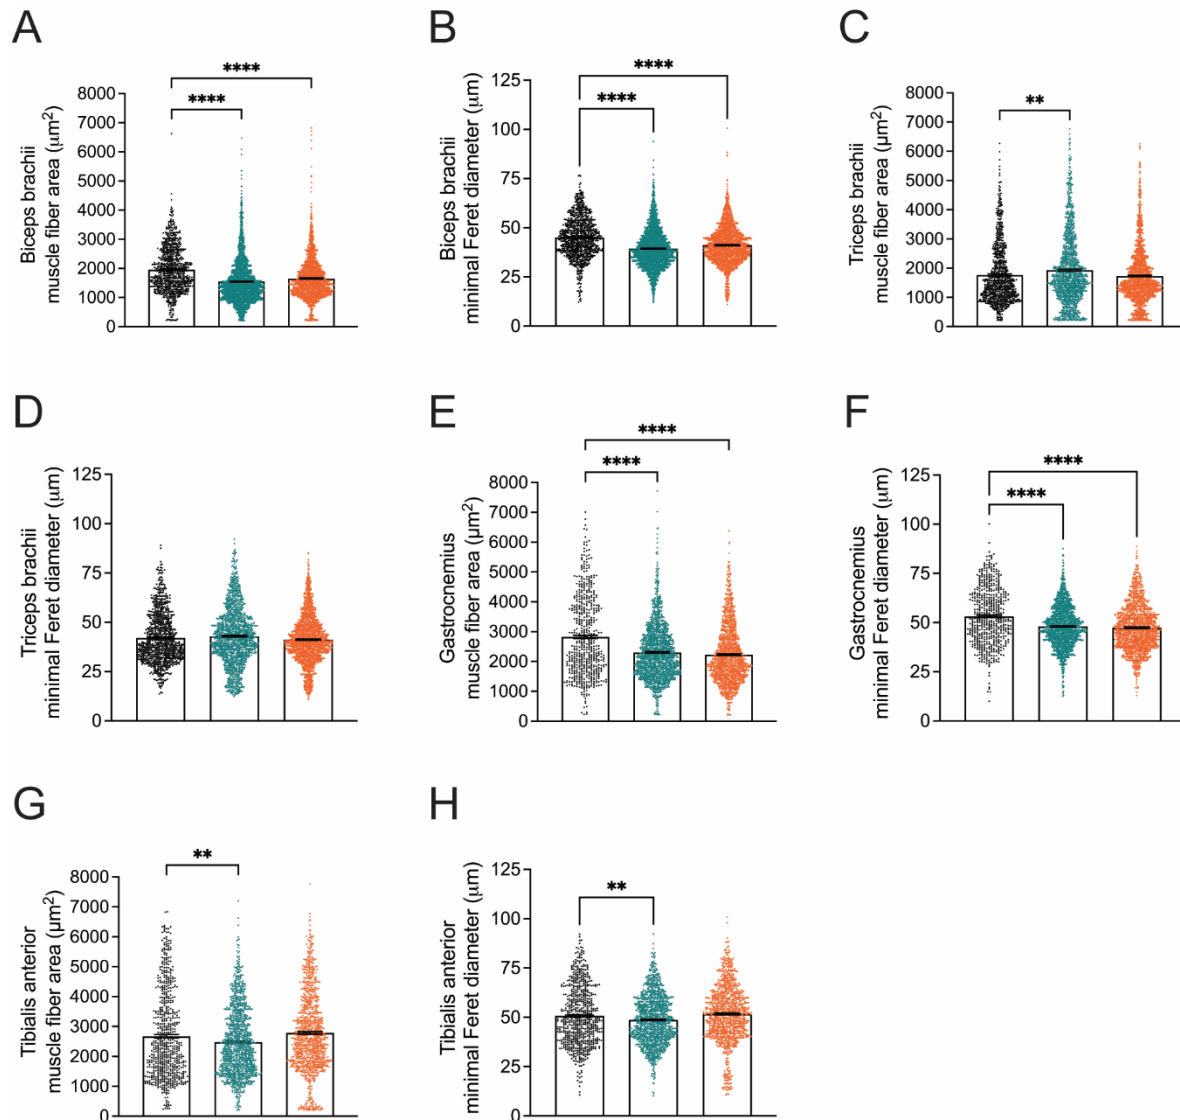 A
****
****
8000
7000
6000
5000
4000
3000
2000
1000
0
Biceps brachii
muscle fiber area (μm²)
B
****
****
125
100
75
50
25
0
Biceps brachii
minimal Feret diameter (μm)
C
**
8000
7000
6000
5000
4000
3000
2000
1000
0
Triceps brachii
muscle fiber area (μm²)
D
125
100
75
50
25
0
Triceps brachii
minimal Feret diameter (μm)
E
****
****
8000
7000
6000
5000
4000
3000
2000
1000
0
Gastrocnemius
muscle fiber area (μm²)
F
****
****
125
100
75
50
25
0
Gastrocnemius
minimal Feret diameter (μm)
G
**
8000
7000
6000
5000
4000
3000
2000
1000
0
Tibialis anterior
muscle fiber area (μm²)
H
**
125
100
75
50
25
0
Tibialis anterior
minimal Feret diameter (μm)